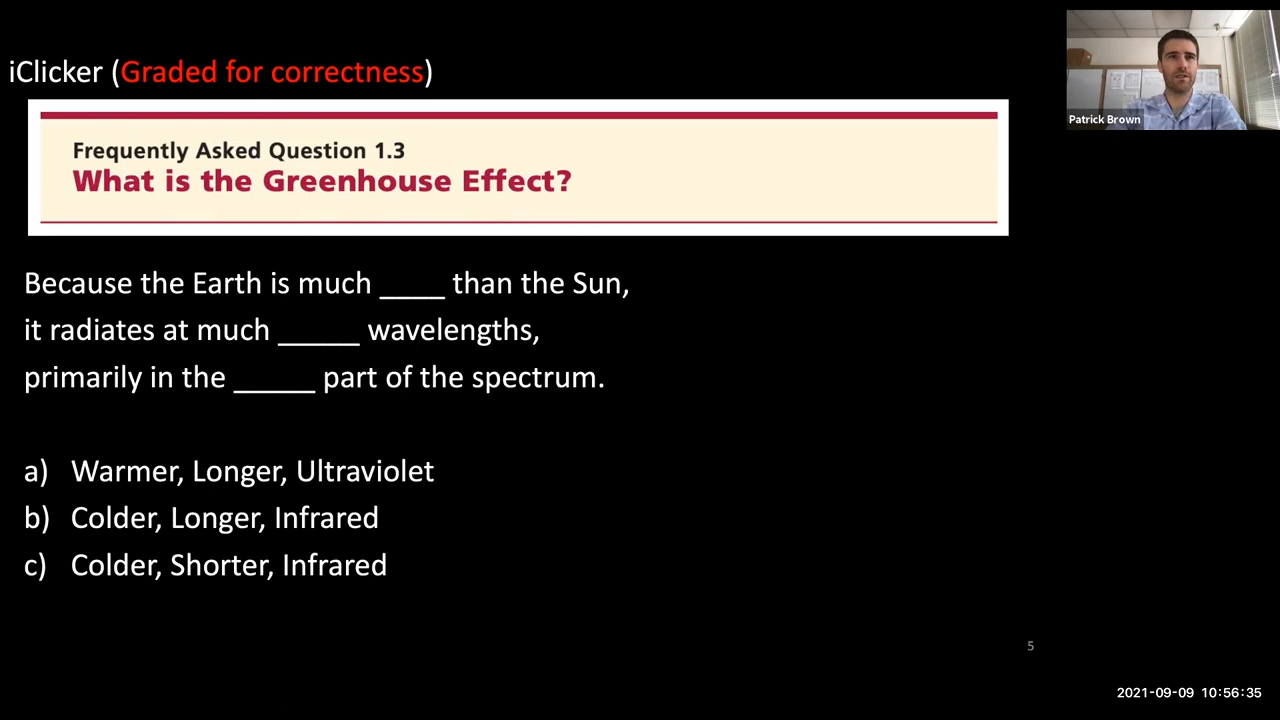 iClicker (Graded for correctness)
Frequently Asked Question 1.3
What is the Greenhouse Effect?
Because the Earth is much ____ than the Sun,
it radiates at much _____ wavelengths,
primarily in the _____ part of the spectrum.
a) Warmer, Longer, Ultraviolet
b) Colder, Longer, Infrared
c) Colder, Shorter, Infrared
Patrick Brown
5
2021-09-09 10:56:35